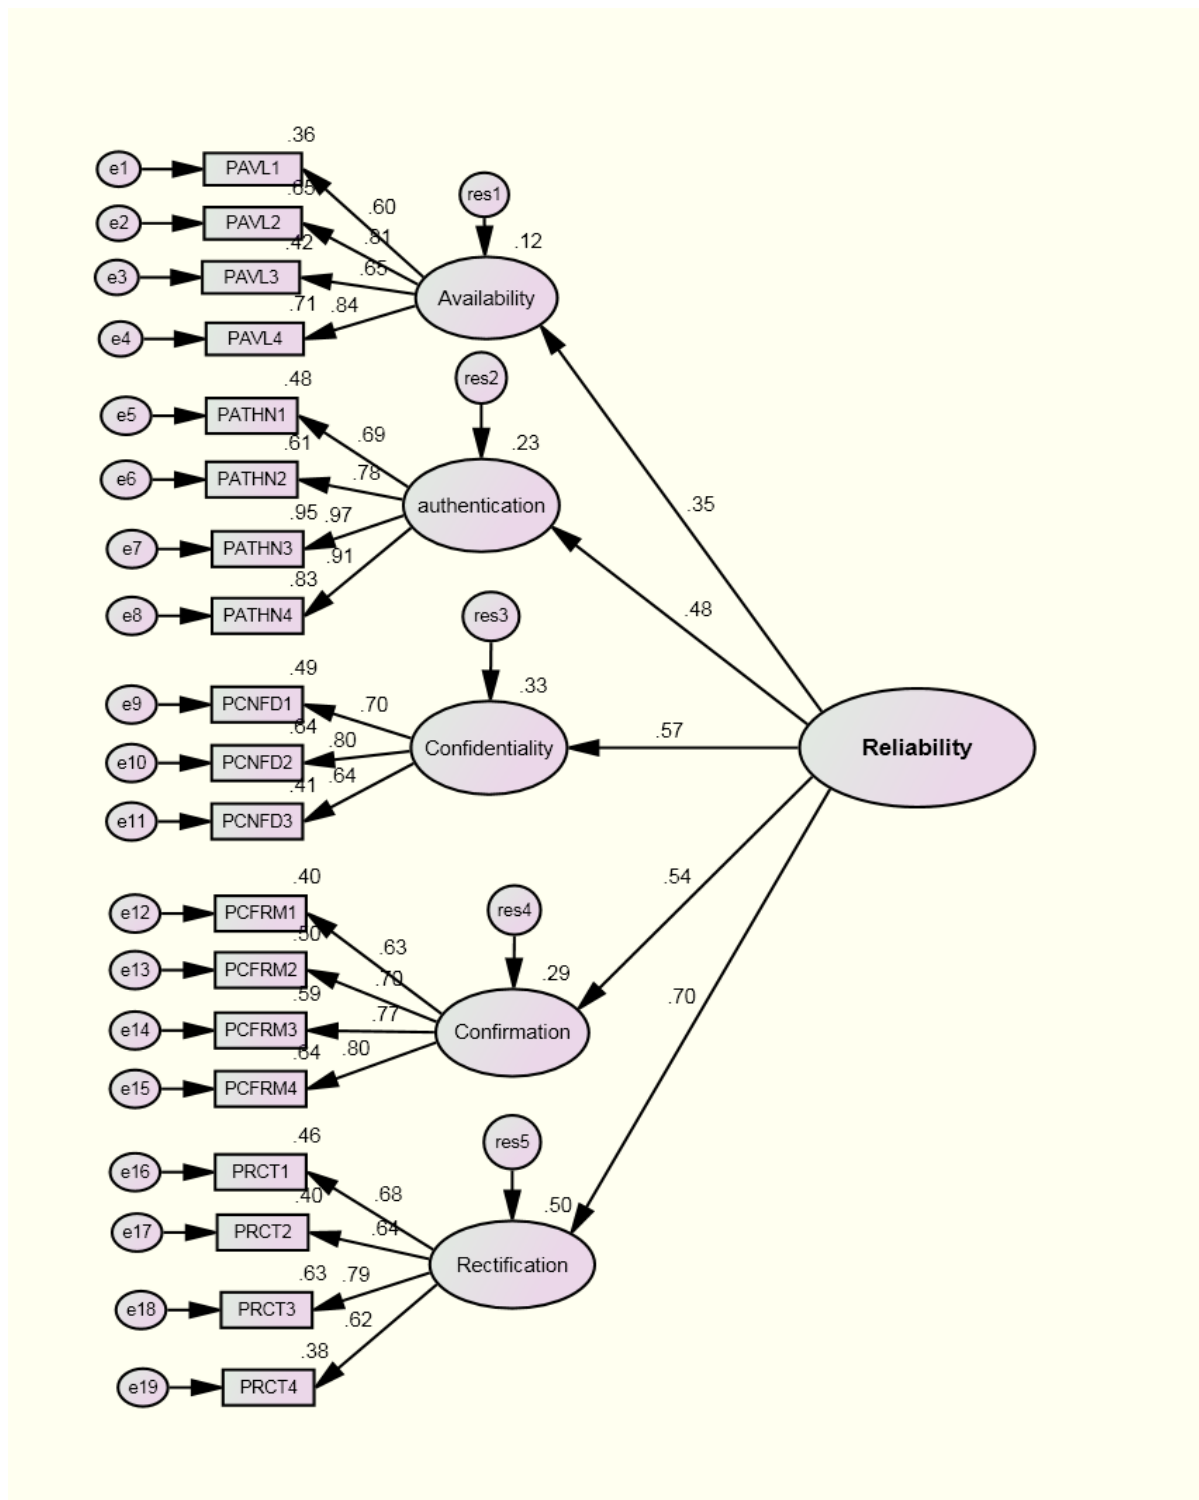 .36
e1 PAVL1 res1
.65 .60
e2 PAVL2 .81 .12
.42 .65
e3 PAVL3 Availability
.71 .84
e4 PAVL4
res2
.48
e5 PATHN1 .69 .23
.61
e6 PATHN2 .78
authentication .35
.95 .97
e7 PATHN3 .91
.83
e8 PATHN4 res3 .48
.49 .33
e9 PCNFD1 .70
.64 .80 .57
e10 PCNFD2 Confidentiality Reliability
.41 .64
e11 PCNFD3
.40 .54
e12 PCFRM1 res4
.50 .63
e13 PCFRM2 .70 .29
.59 .77 .70
e14 PCFRM3 Confirmation
.64 .80
e15 PCFRM4
.46 res5
e16 PRCT1
.40 .68 .50
e17 PRCT2 .64
Rectification
.63 .79
e18 PRCT3 .62
.38
e19 PRCT4